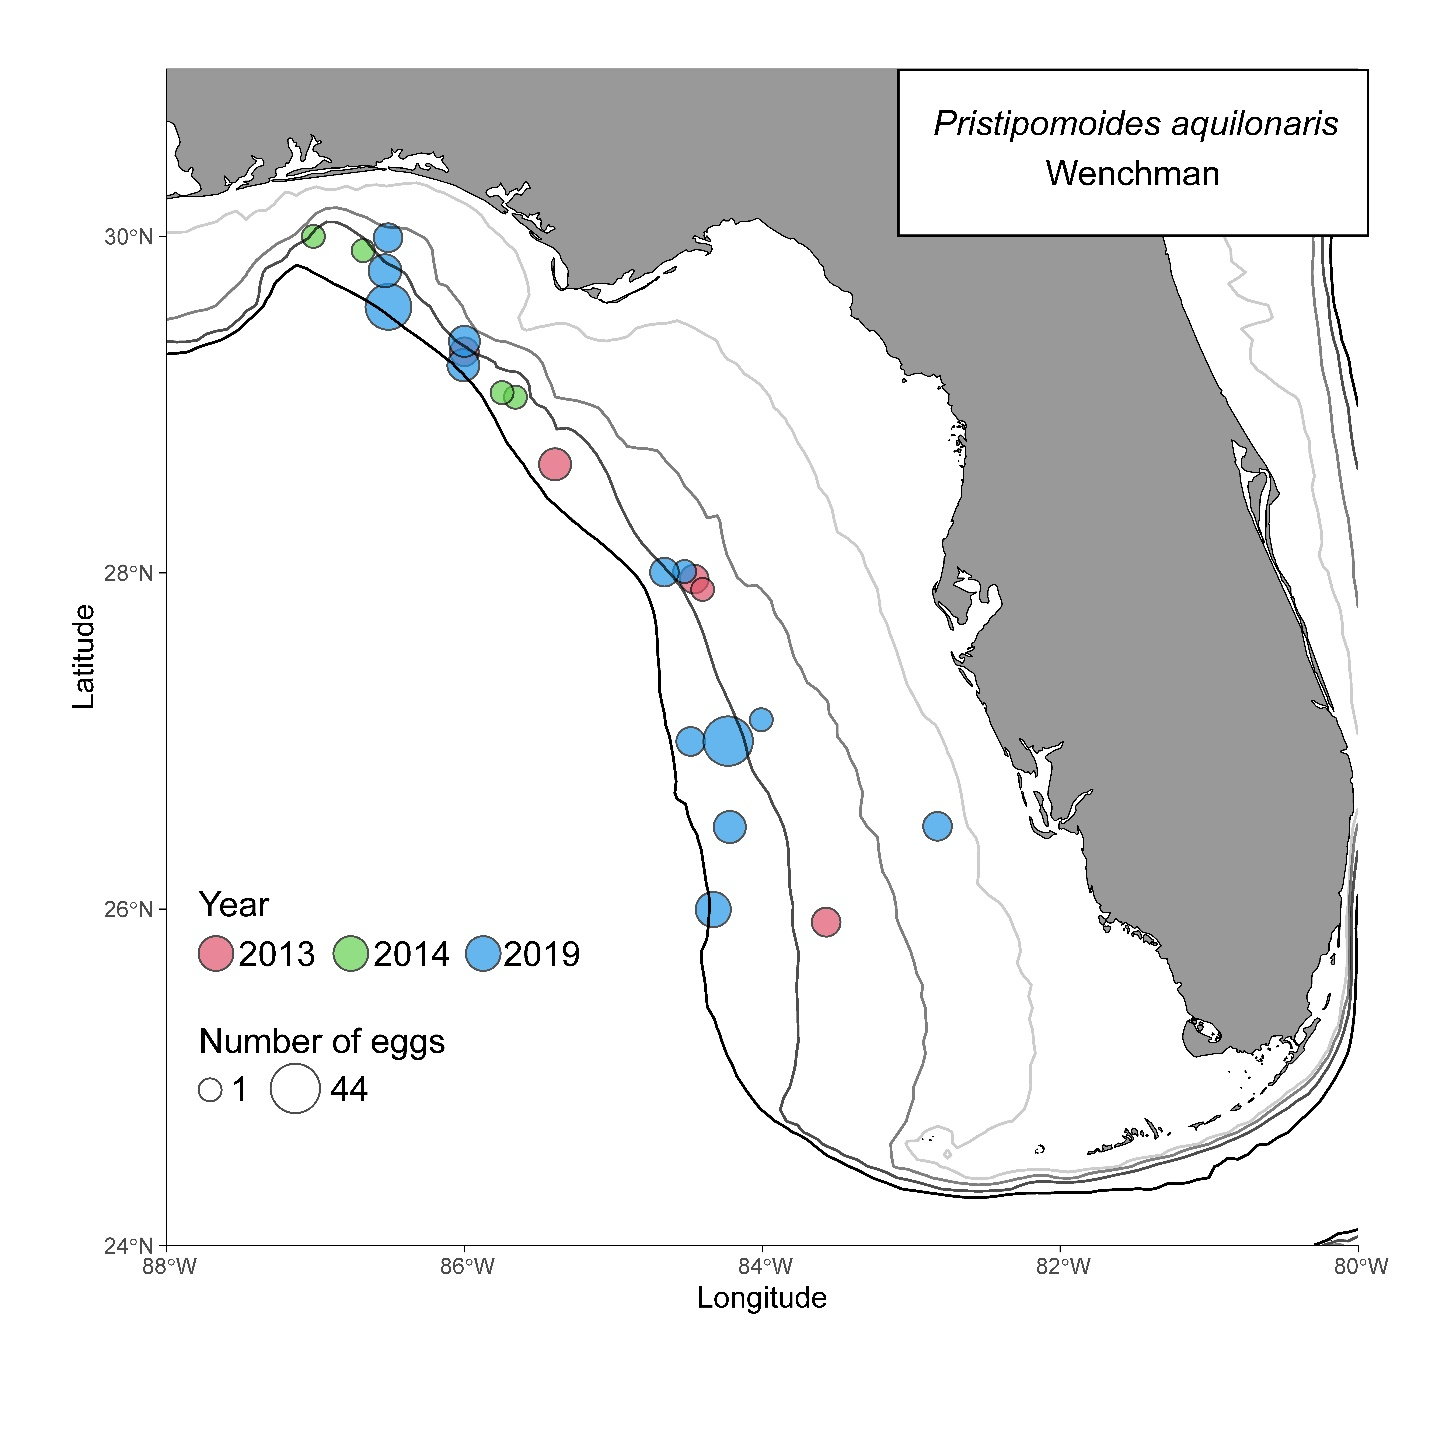 Pristipomoides aquilonaris
Wenchman
30°N
28°N
26°N
24°N
Latitude
Year
2013 2014 2019
Number of eggs
1 44
88°W 86°W 84°W 82°W 80°W
Longitude